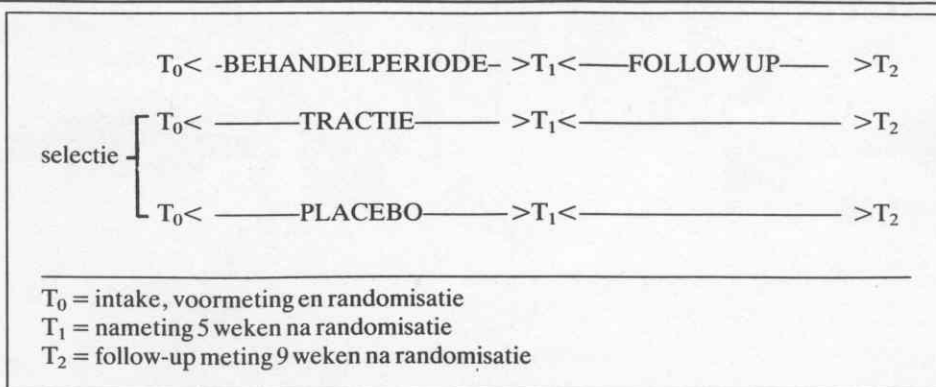 T₀< -BEHANDELPERIODE- >T₁<——FOLLOW UP—— >T₂
T₀< ———TRACTIE——— >T₁<——————— >T₂
selectie
T₀< ———PLACEBO——— >T₁<——————— >T₂
T₀ = intake, voormeting en randomisatie
T₁ = nameting 5 weken na randomisatie
T₂ = follow-up meting 9 weken na randomisatie